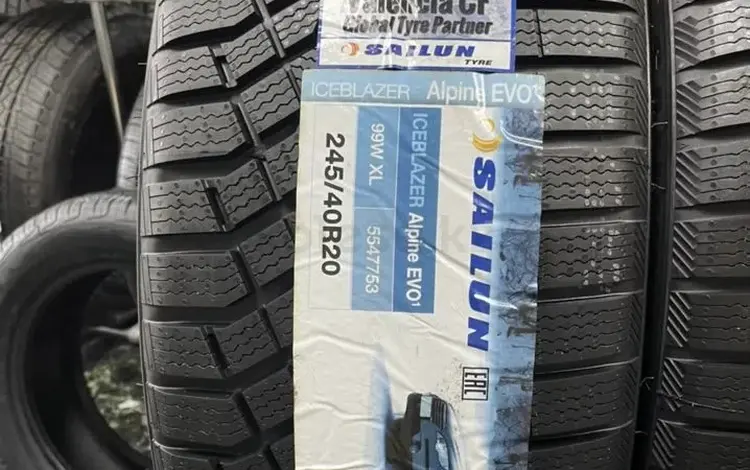 Valencia CF
Global Tyre Partner
SAILUN
TYRE
ICEBLAZER Alpine EVO1
SAILUN
ICEBLAZER Alpine EVO1
99W XL 5547753
245/40R20
EAC